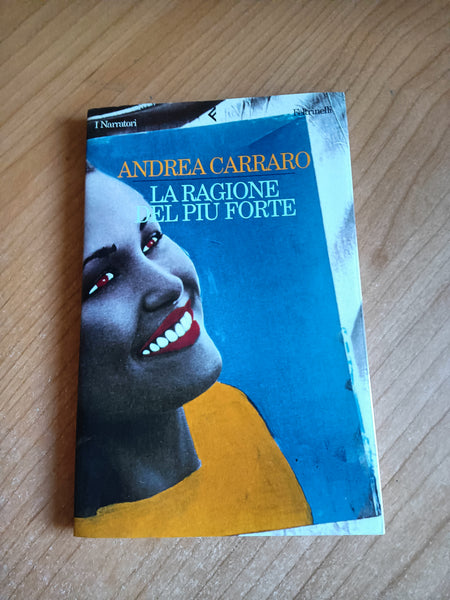 I Narratori F Feltrinelli
ANDREA CARRARO
LA RAGIONE
DEL PIU FORTE